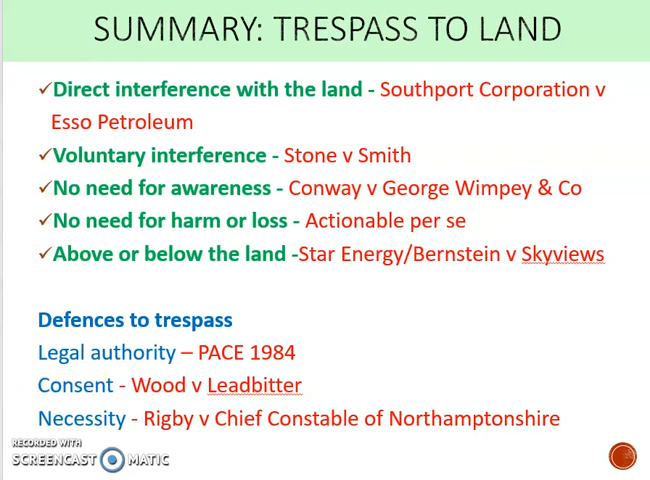 SUMMARY: TRESPASS TO LAND
✓Direct interference with the land - Southport Corporation v
Esso Petroleum
✓Voluntary interference - Stone v Smith
✓No need for awareness - Conway v George Wimpey & Co
✓No need for harm or loss - Actionable per se
✓Above or below the land -Star Energy/Bernstein v Skyviews
Defences to trespass
Legal authority – PACE 1984
Consent - Wood v Leadbitter
Necessity - Rigby v Chief Constable of Northamptonshire
RECORDED WITH
SCREENCAST MATIC